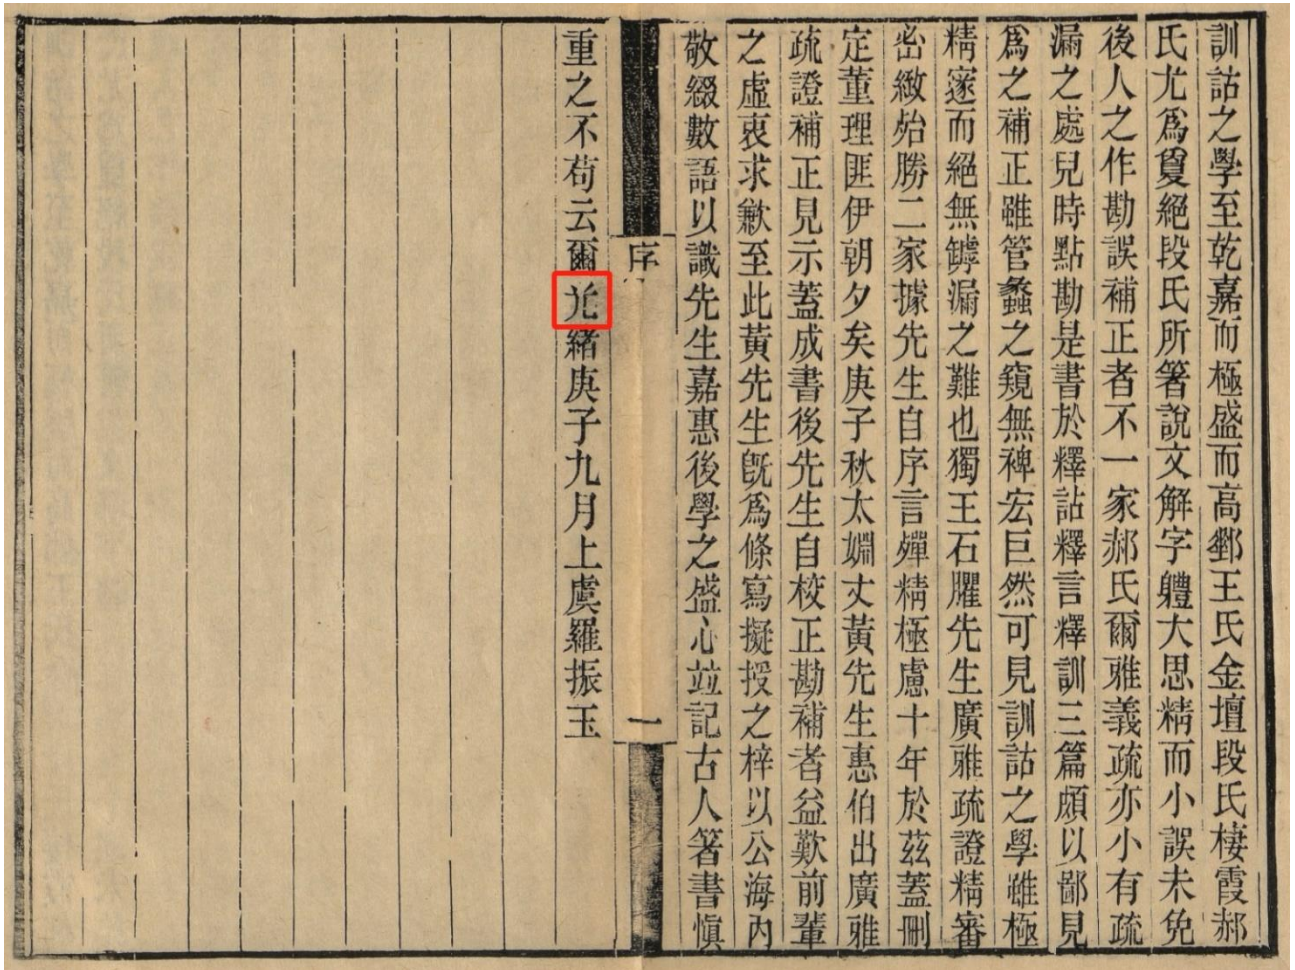 訓詁之學至乾嘉而極盛而高郵王氏金壇段氏棲霞郝
氏尤爲敻絕段氏所箸說文解字軆大思精而小誤未免
後人之作勘誤補正者不一家郝氏爾雅義疏亦小有疏
漏之處兒時點勘是書於釋詁釋言釋訓三篇頗以鄙見
爲之補正雖管蠡之窺無裨宏巨然可見訓詁之學雖極
精邃而絕無罅漏之難也獨王石臞先生廣雅疏證精審
密緻殆勝二家據先生自序言殫精極慮十年於茲蓋刪
定董理匪伊朝夕矣庚子秋太婣丈黃先生惠伯出廣雅
疏證補正見示蓋成書後先生自校正勘補者益歎前輩
之虛衷求歉至此黃先生旣爲條寫擬授之梓以公海內
敬綴數語以識先生嘉惠後學之盛心竝記古人箸書愼
序
一
重之不苟云爾光緒庚子九月上虞羅振玉